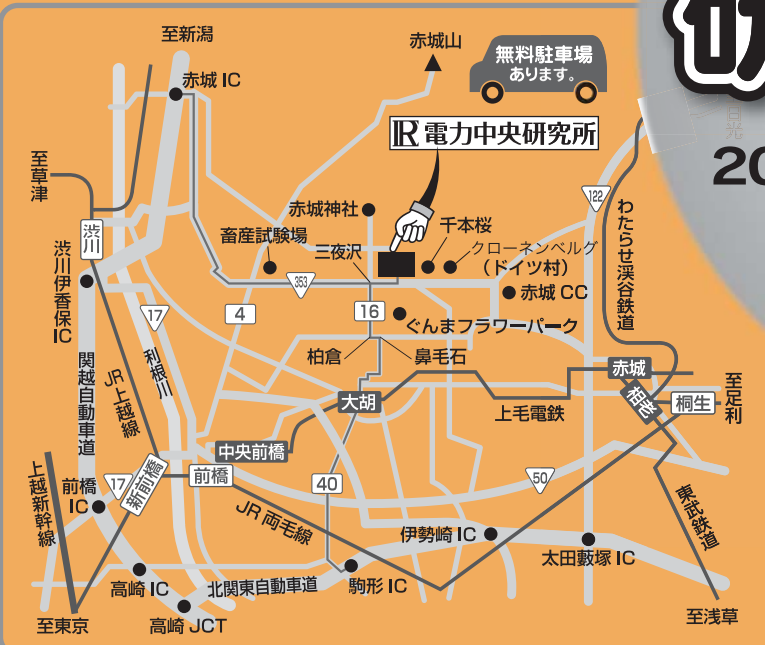 至新潟
赤城山
無料駐車場
あります。
赤城 IC
電力中央研究所
20
至草津
122
わたらせ渓谷鉄道
赤城神社
千本桜
渋川
畜産試験場
三夜沢
クローネンベルグ
(ドイツ村)
353
赤城 CC
渋川伊香保IC
17
4
16
ぐんまフラワーパーク
利根川
柏倉
鼻毛石
関越自動車道
JR上越線
赤城
至足利
大胡
相老
桐生
上毛電鉄
中央前橋
上越新幹線
前橋
IC
17
新前橋
前橋
40
50
JR両毛線
東武鉄道
伊勢崎 IC
太田藪塚 IC
高崎 IC
北関東自動車道
駒形 IC
至東京
高崎 JCT
至浅草